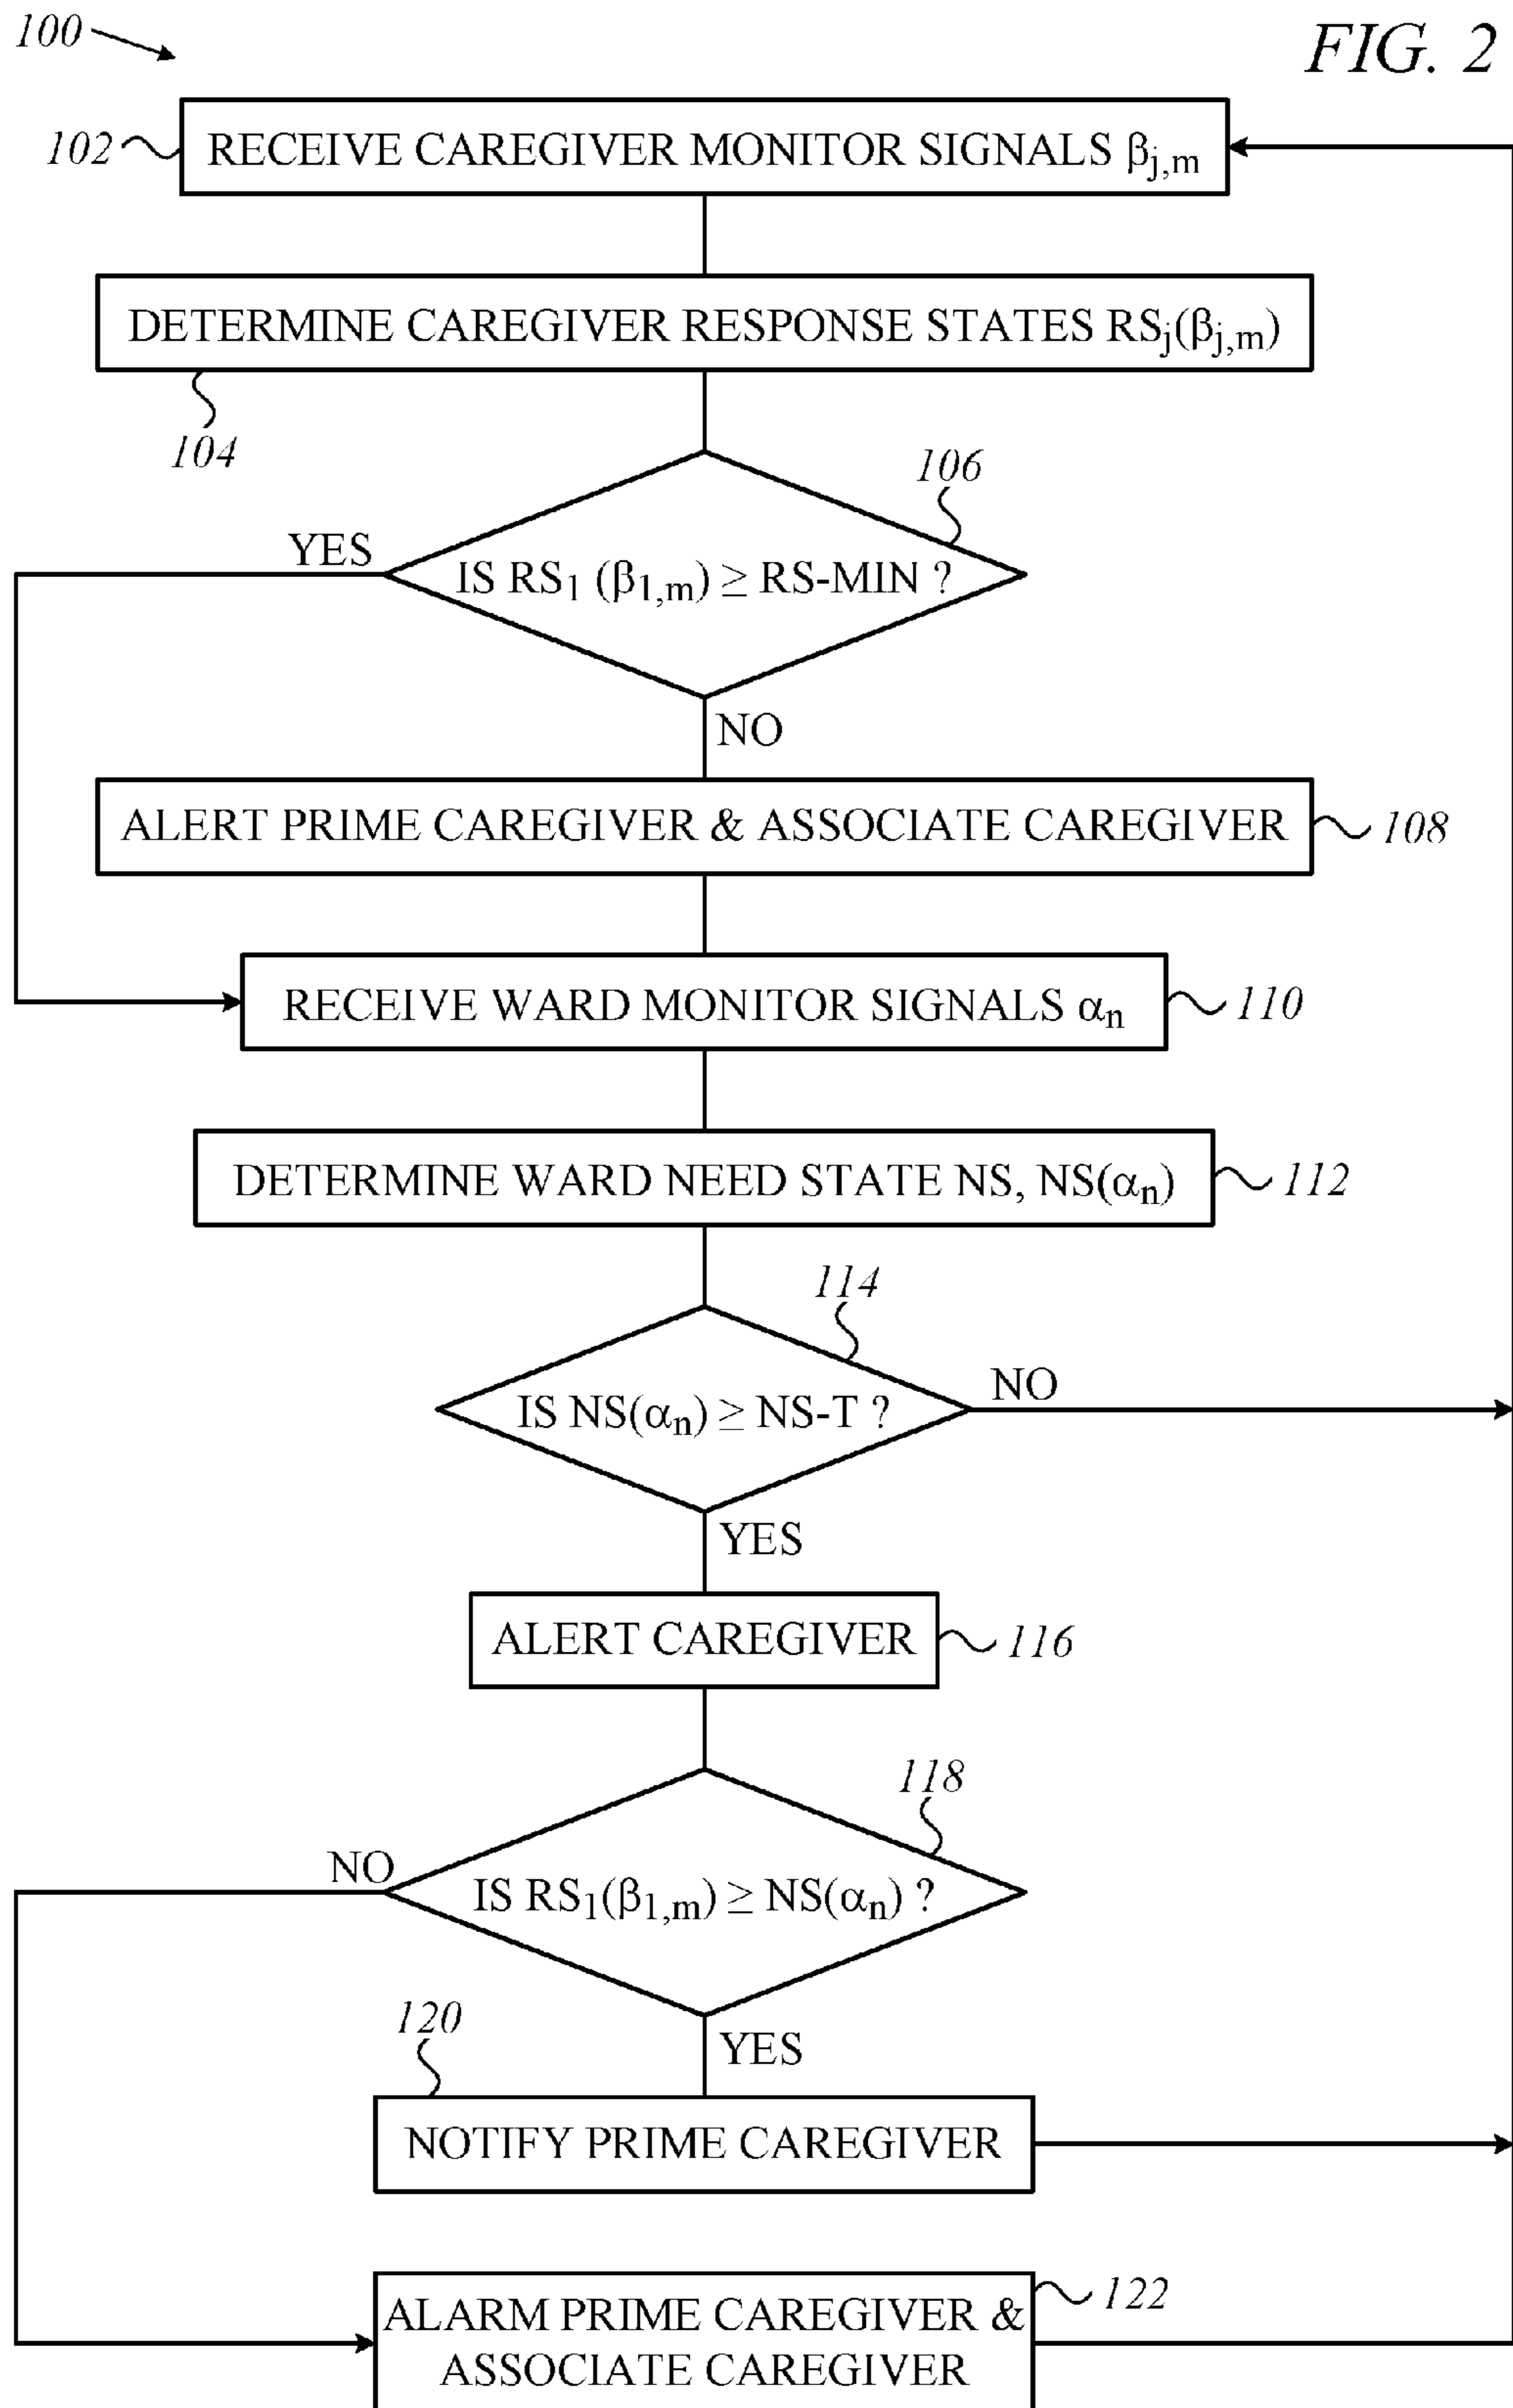 100
FIG. 2
102
RECEIVE CAREGIVER MONITOR SIGNALS βj,m
DETERMINE CAREGIVER RESPONSE STATES RSj(βj,m)
104
106
YES
IS RS1 (β1,m) ≥ RS-MIN ?
NO
ALERT PRIME CAREGIVER & ASSOCIATE CAREGIVER
108
RECEIVE WARD MONITOR SIGNALS αn
110
DETERMINE WARD NEED STATE NS, NS(αn)
112
114
IS NS(αn) ≥ NS-T ?
NO
YES
ALERT CAREGIVER
116
118
NO
IS RS1(β1,m) ≥ NS(αn) ?
120
YES
NOTIFY PRIME CAREGIVER
122
ALARM PRIME CAREGIVER &
ASSOCIATE CAREGIVER